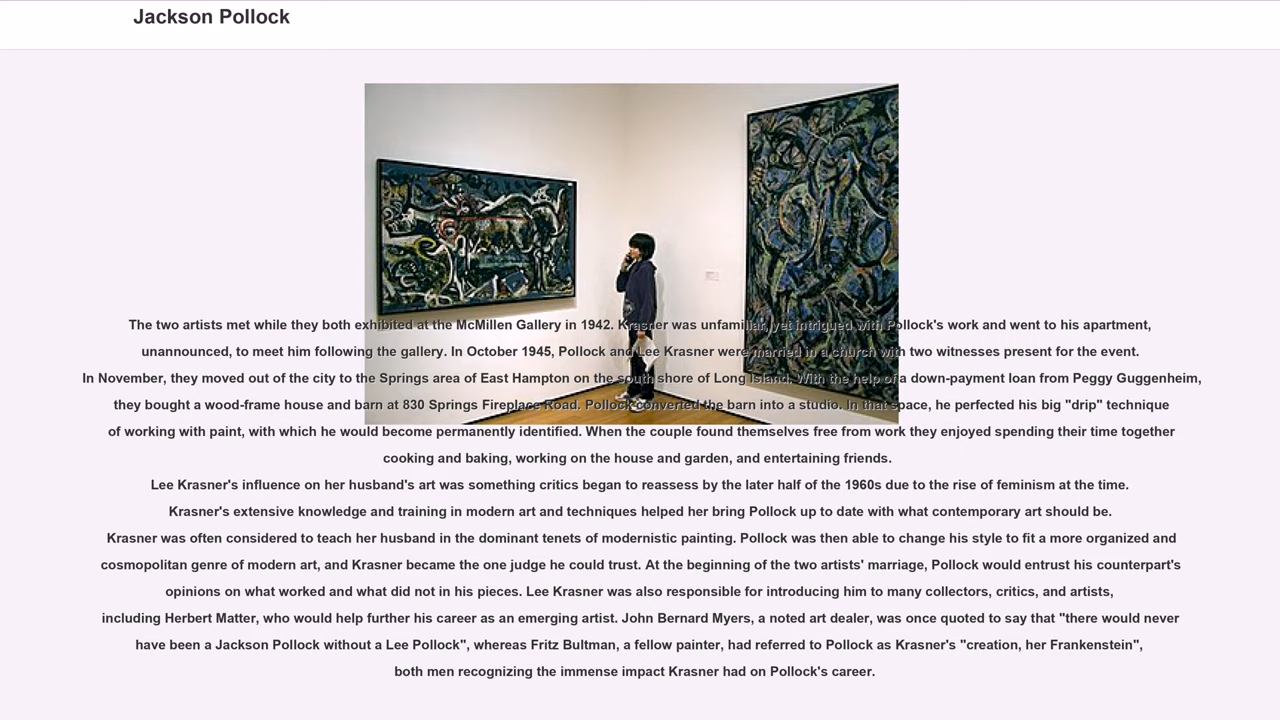 Jackson Pollock
The two artists met while they both exhibited at the McMillen Gallery in 1942. Krasner was unfamiliar, yet intrigued with Pollock's work and went to his apartment,
unannounced, to meet him following the gallery. In October 1945, Pollock and Lee Krasner were married in a church with two witnesses present for the event.
In November, they moved out of the city to the Springs area of East Hampton on the south shore of Long Island. With the help of a down-payment loan from Peggy Guggenheim,
they bought a wood-frame house and barn at 830 Springs Fireplace Road. Pollock converted the barn into a studio. In that space, he perfected his big "drip" technique
of working with paint, with which he would become permanently identified. When the couple found themselves free from work they enjoyed spending their time together
cooking and baking, working on the house and garden, and entertaining friends.
Lee Krasner's influence on her husband's art was something critics began to reassess by the later half of the 1960s due to the rise of feminism at the time.
Krasner's extensive knowledge and training in modern art and techniques helped her bring Pollock up to date with what contemporary art should be.
Krasner was often considered to teach her husband in the dominant tenets of modernistic painting. Pollock was then able to change his style to fit a more organized and
cosmopolitan genre of modern art, and Krasner became the one judge he could trust. At the beginning of the two artists' marriage, Pollock would entrust his counterpart's
opinions on what worked and what did not in his pieces. Lee Krasner was also responsible for introducing him to many collectors, critics, and artists,
including Herbert Matter, who would help further his career as an emerging artist. John Bernard Myers, a noted art dealer, was once quoted to say that "there would never
have been a Jackson Pollock without a Lee Pollock", whereas Fritz Bultman, a fellow painter, had referred to Pollock as Krasner's "creation, her Frankenstein",
both men recognizing the immense impact Krasner had on Pollock's career.